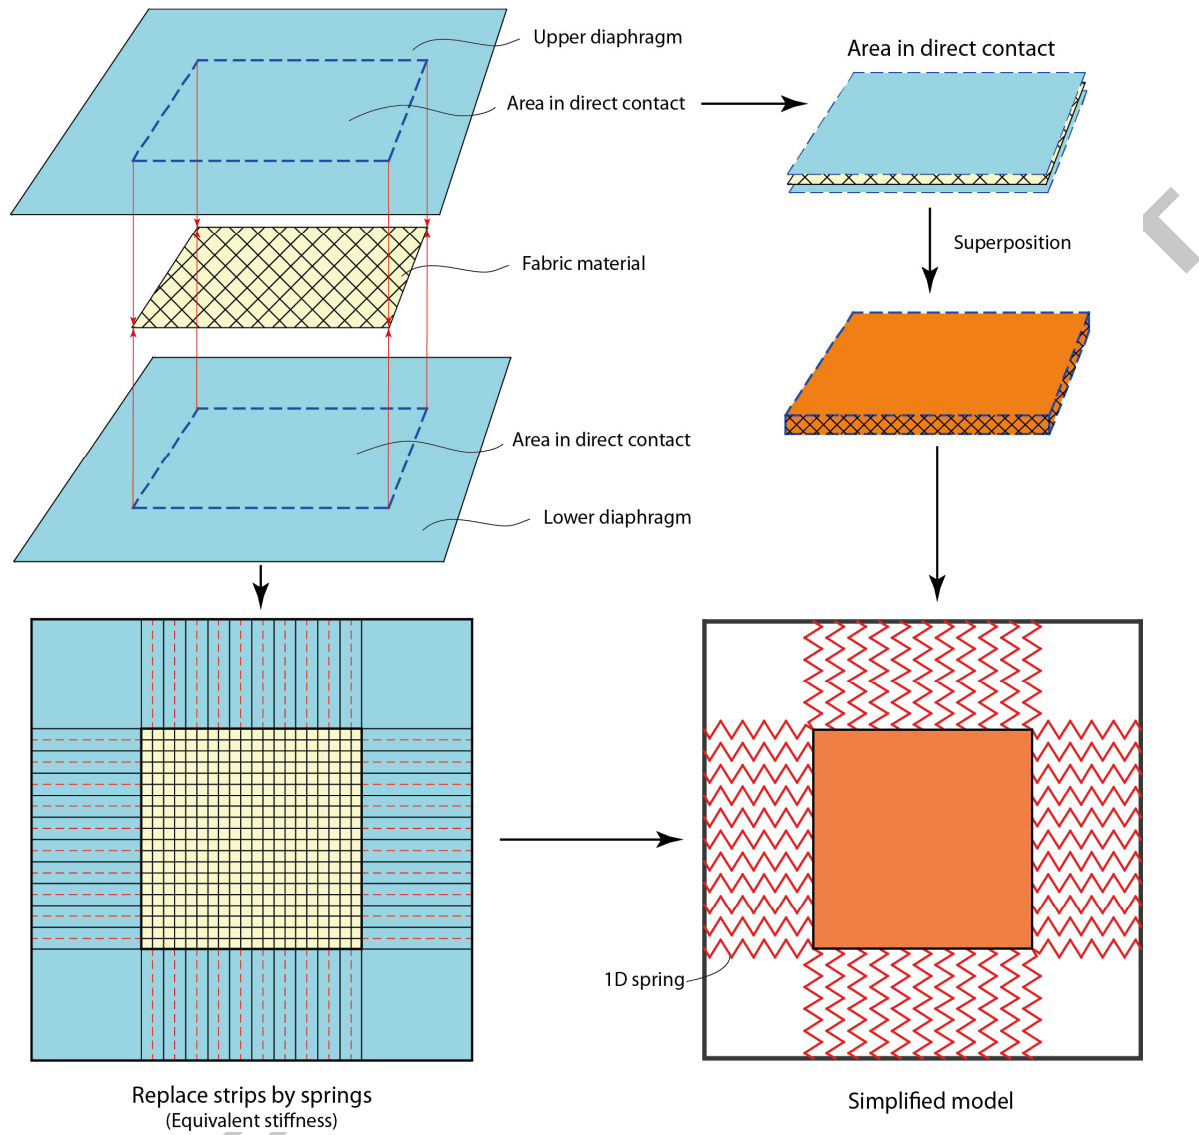 Upper diaphragm
Area in direct contact
Area in direct contact
Superposition
Fabric material
Area in direct contact
Lower diaphragm
1D spring
Replace strips by springs
(Equivalent stiffness)
Simplified model